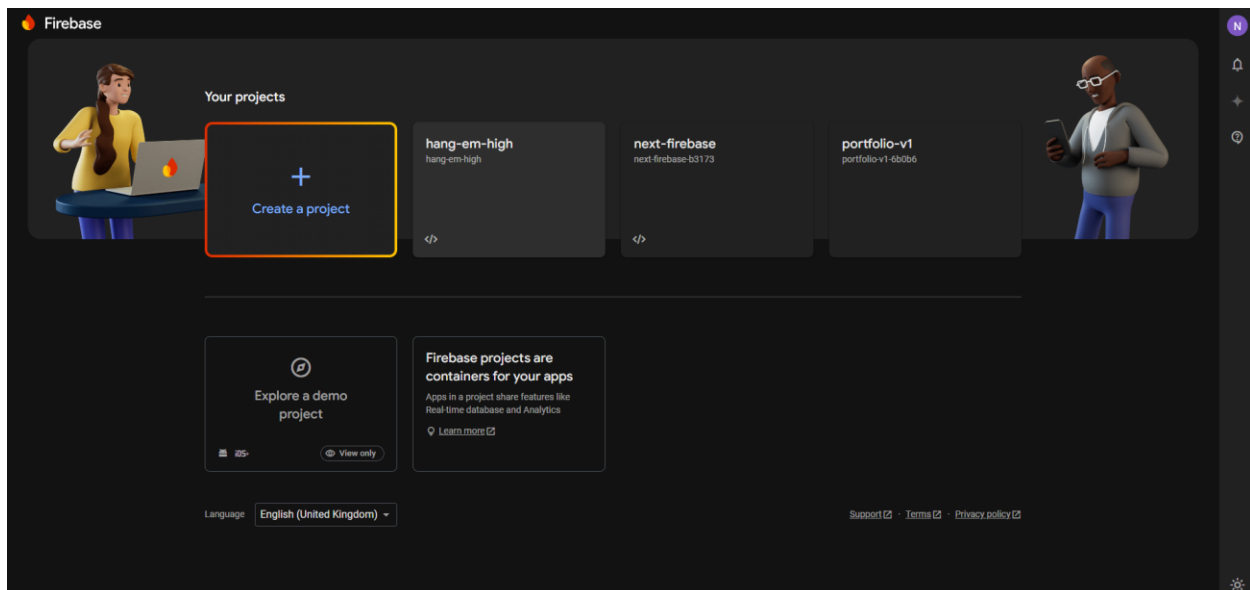 Firebase
N
Your projects
Create a project
hang-em-high
hang-em-high
</>
next-firebase
next-firebase-b3173
</>
portfolio-v1
portfolio-v1-6b0b6
Explore a demo
project
iOS+
View only
Firebase projects are
containers for your apps
Apps in a project share features like
Real-time database and Analytics
Learn more
Language
English (United Kingdom)
Support · Terms · Privacy policy